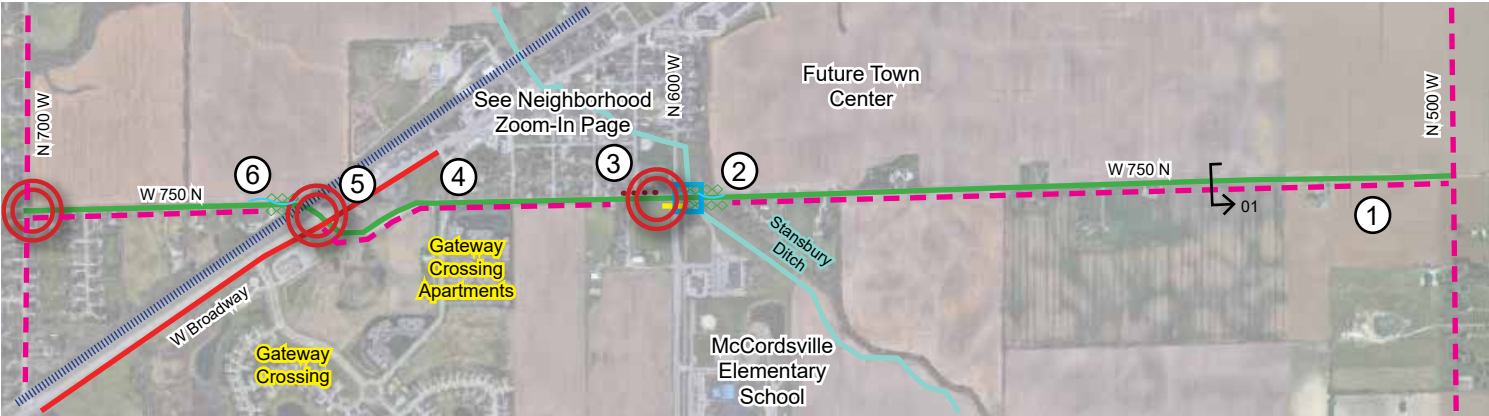 N 700 W
See Neighborhood
Zoom-In Page
N 600 W
Future Town
Center
N 500 W
6
5
4
3
2
W 750 N
W 750 N
01
1
Gateway
Crossing
Apartments
Stansbury
Ditch
W Broadway
Gateway
Crossing
McCordsville
Elementary
School